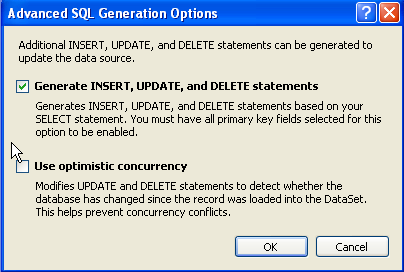 Advanced SQL Generation Options
Additional INSERT, UPDATE, and DELETE statements can be generated to
update the data source.
Generate INSERT, UPDATE, and DELETE statements
Generates INSERT, UPDATE, and DELETE statements based on your
SELECT statement. You must have all primary key fields selected for this
option to be enabled.
Use optimistic concurrency
Modifies UPDATE and DELETE statements to detect whether the
database has changed since the record was loaded into the DataSet.
This helps prevent concurrency conflicts.
OK Cancel